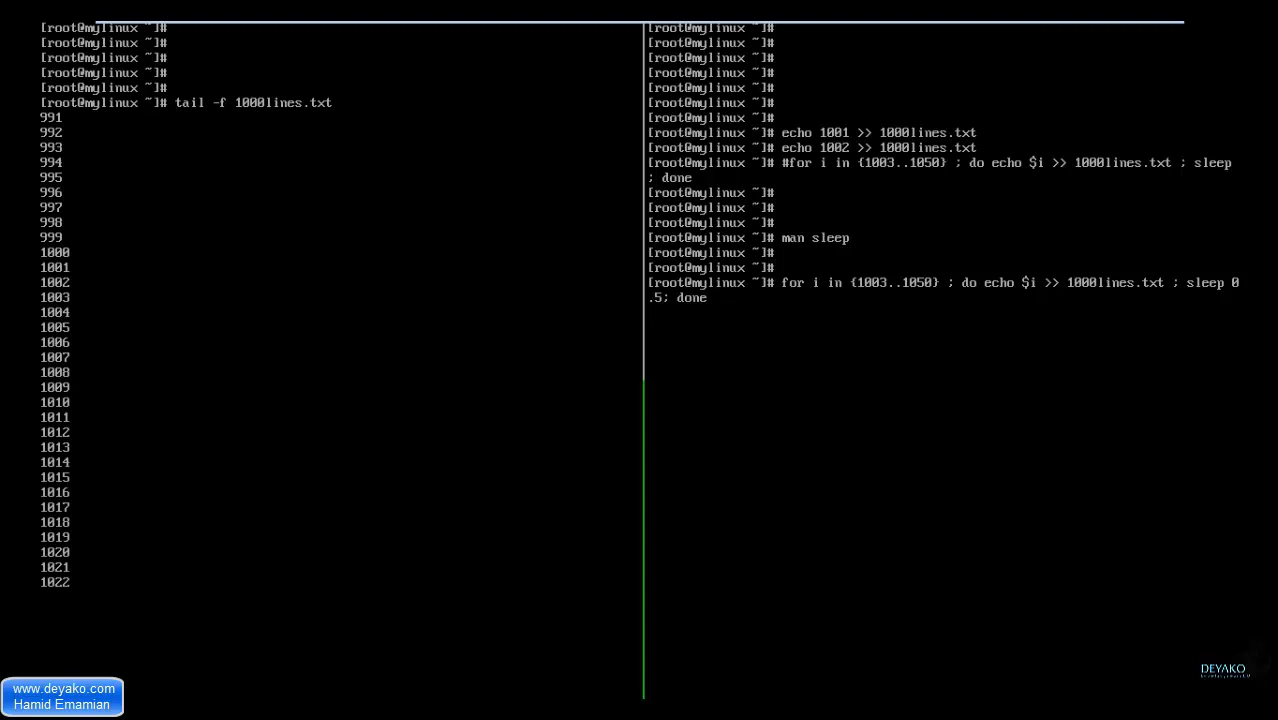 [root@mylinux ~]#
[root@mylinux ~]#
[root@mylinux ~]#
[root@mylinux ~]#
[root@mylinux ~]#
[root@mylinux ~]# tail -f 1000lines.txt
991
992
993
994
995
996
997
998
999
1000
1001
1002
1003
1004
1005
1006
1007
1008
1009
1010
1011
1012
1013
1014
1015
1016
1017
1018
1019
1020
1021
1022
[root@mylinux ~]#
[root@mylinux ~]#
[root@mylinux ~]#
[root@mylinux ~]#
[root@mylinux ~]#
[root@mylinux ~]#
[root@mylinux ~]#
[root@mylinux ~]# echo 1001 >> 1000lines.txt
[root@mylinux ~]# echo 1002 >> 1000lines.txt
[root@mylinux ~]# #for i in {1003..1050} ; do echo $i >> 1000lines.txt ; sleep
; done
[root@mylinux ~]#
[root@mylinux ~]#
[root@mylinux ~]#
[root@mylinux ~]# man sleep
[root@mylinux ~]#
[root@mylinux ~]#
[root@mylinux ~]# for i in {1003..1050} ; do echo $i >> 1000lines.txt ; sleep 0
.5; done
DEYAKO
www.deyako.com
Hamid Emamian